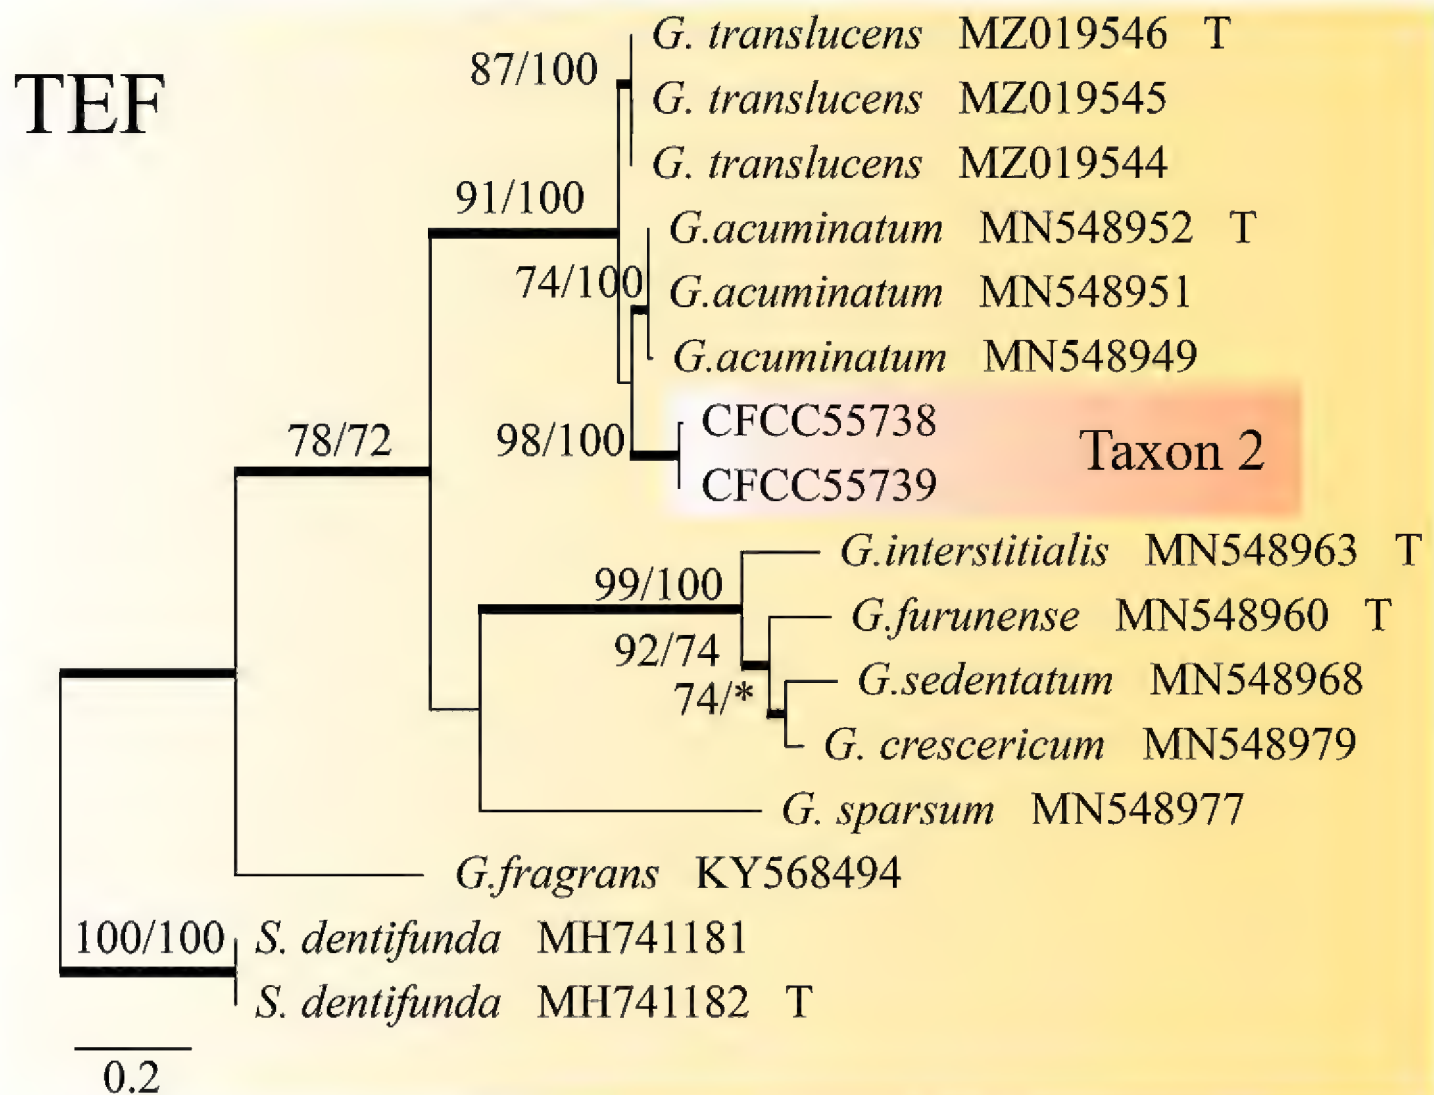 TEF
87/100
G. translucens MZ019546 T
G. translucens MZ019545
G. translucens MZ019544
91/100
G.acuminatum MN548952 T
74/100
G.acuminatum MN548951
G.acuminatum MN548949
98/100
CFCC55738
CFCC55739
Taxon 2
78/72
G.interstitialis MN548963 T
99/100
G.furunense MN548960 T
92/74
G.sedentatum MN548968
74/*
G. crescericum MN548979
G. sparsum MN548977
G.fragrans KY568494
100/100
S. dentifunda MH741181
S. dentifunda MH741182 T
0.2